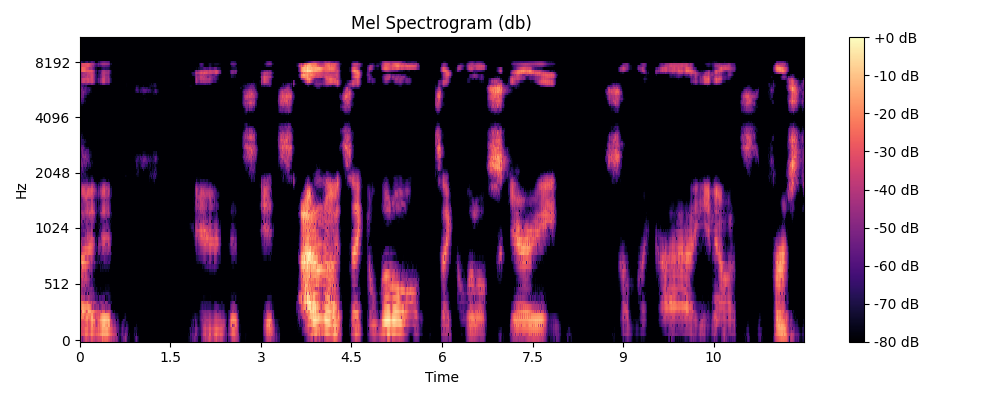 Mel Spectrogram (db)
8192
4096
2048
1024
512
0
Hz
0 1.5 3 4.5 6 7.5 9 10
Time
+0 dB
-10 dB
-20 dB
-30 dB
-40 dB
-50 dB
-60 dB
-70 dB
-80 dB